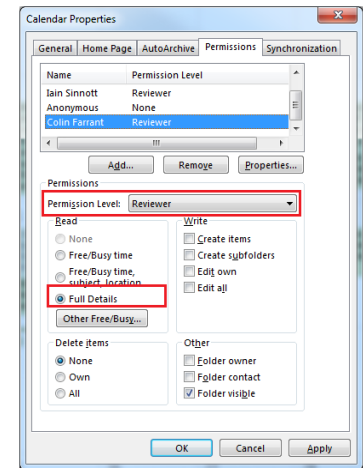 Calendar Properties
General Home Page AutoArchive Permissions Synchronization
Name Permission Level
Iain Sinnott Reviewer
Anonymous None
Colin Farrant Reviewer
Add... Remove Properties...
Permissions
Permission Level: Reviewer
Read Write
None Create items
Free/Busy time Create subfolders
Free/Busy time, Edit own
subject, location Edit all
Full Details
Other Free/Busy...
Delete items Other
None Folder owner
Own Folder contact
All Folder visible
OK Cancel Apply